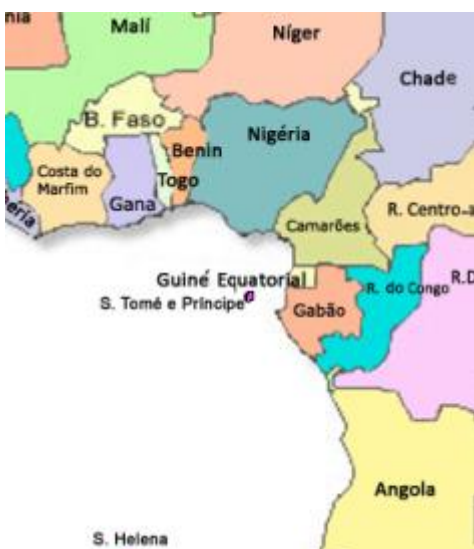 Malí
Níger
Chade
B. Faso
Nigéria
Benin
Costa do
Marfim
Togo
Gana
Camarões
R. Centro-a
Guiné Equatorial
S. Tomé e Príncipe
R. do Congo
Gabão
Angola
S. Helena